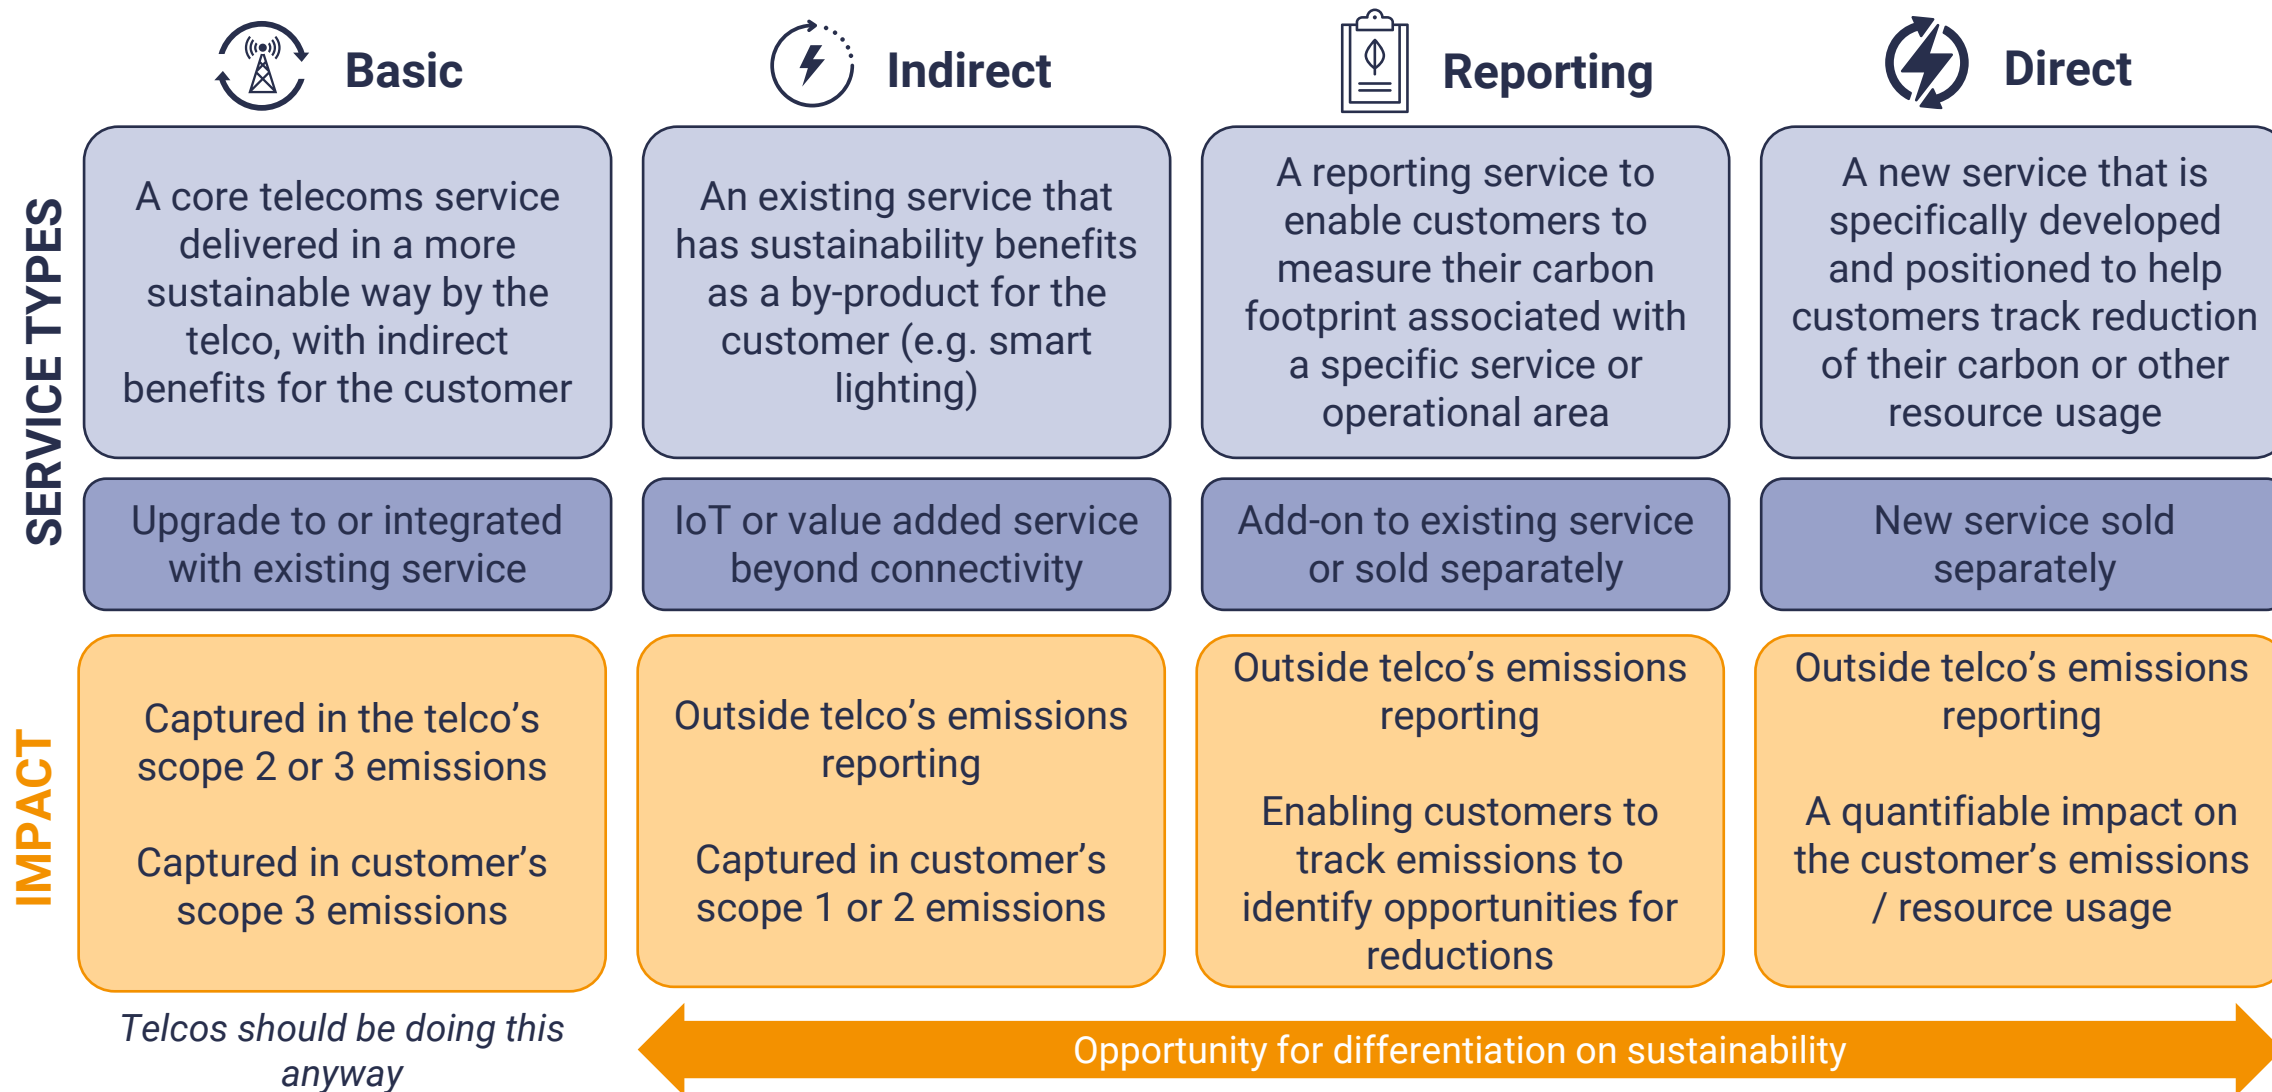 Basic
Indirect
Reporting
Direct
SERVICE TYPES
A core telecoms service
delivered in a more
sustainable way by the
telco, with indirect
benefits for the customer
An existing service that
has sustainability benefits
as a by-product for the
customer (e.g. smart
lighting)
A reporting service to
enable customers to
measure their carbon
footprint associated with
a specific service or
operational area
A new service that is
specifically developed
and positioned to help
customers track reduction
of their carbon or other
resource usage
Upgrade to or integrated
with existing service
IoT or value added service
beyond connectivity
Add-on to existing service
or sold separately
New service sold
separately
IMPACT
Captured in the telco’s
scope 2 or 3 emissions
Captured in customer’s
scope 3 emissions
Outside telco’s emissions
reporting
Captured in customer’s
scope 1 or 2 emissions
Outside telco’s emissions
reporting
Enabling customers to
track emissions to
identify opportunities for
reductions
Outside telco’s emissions
reporting
A quantifiable impact on
the customer’s emissions
/ resource usage
Telcos should be doing this
anyway
Opportunity for differentiation on sustainability